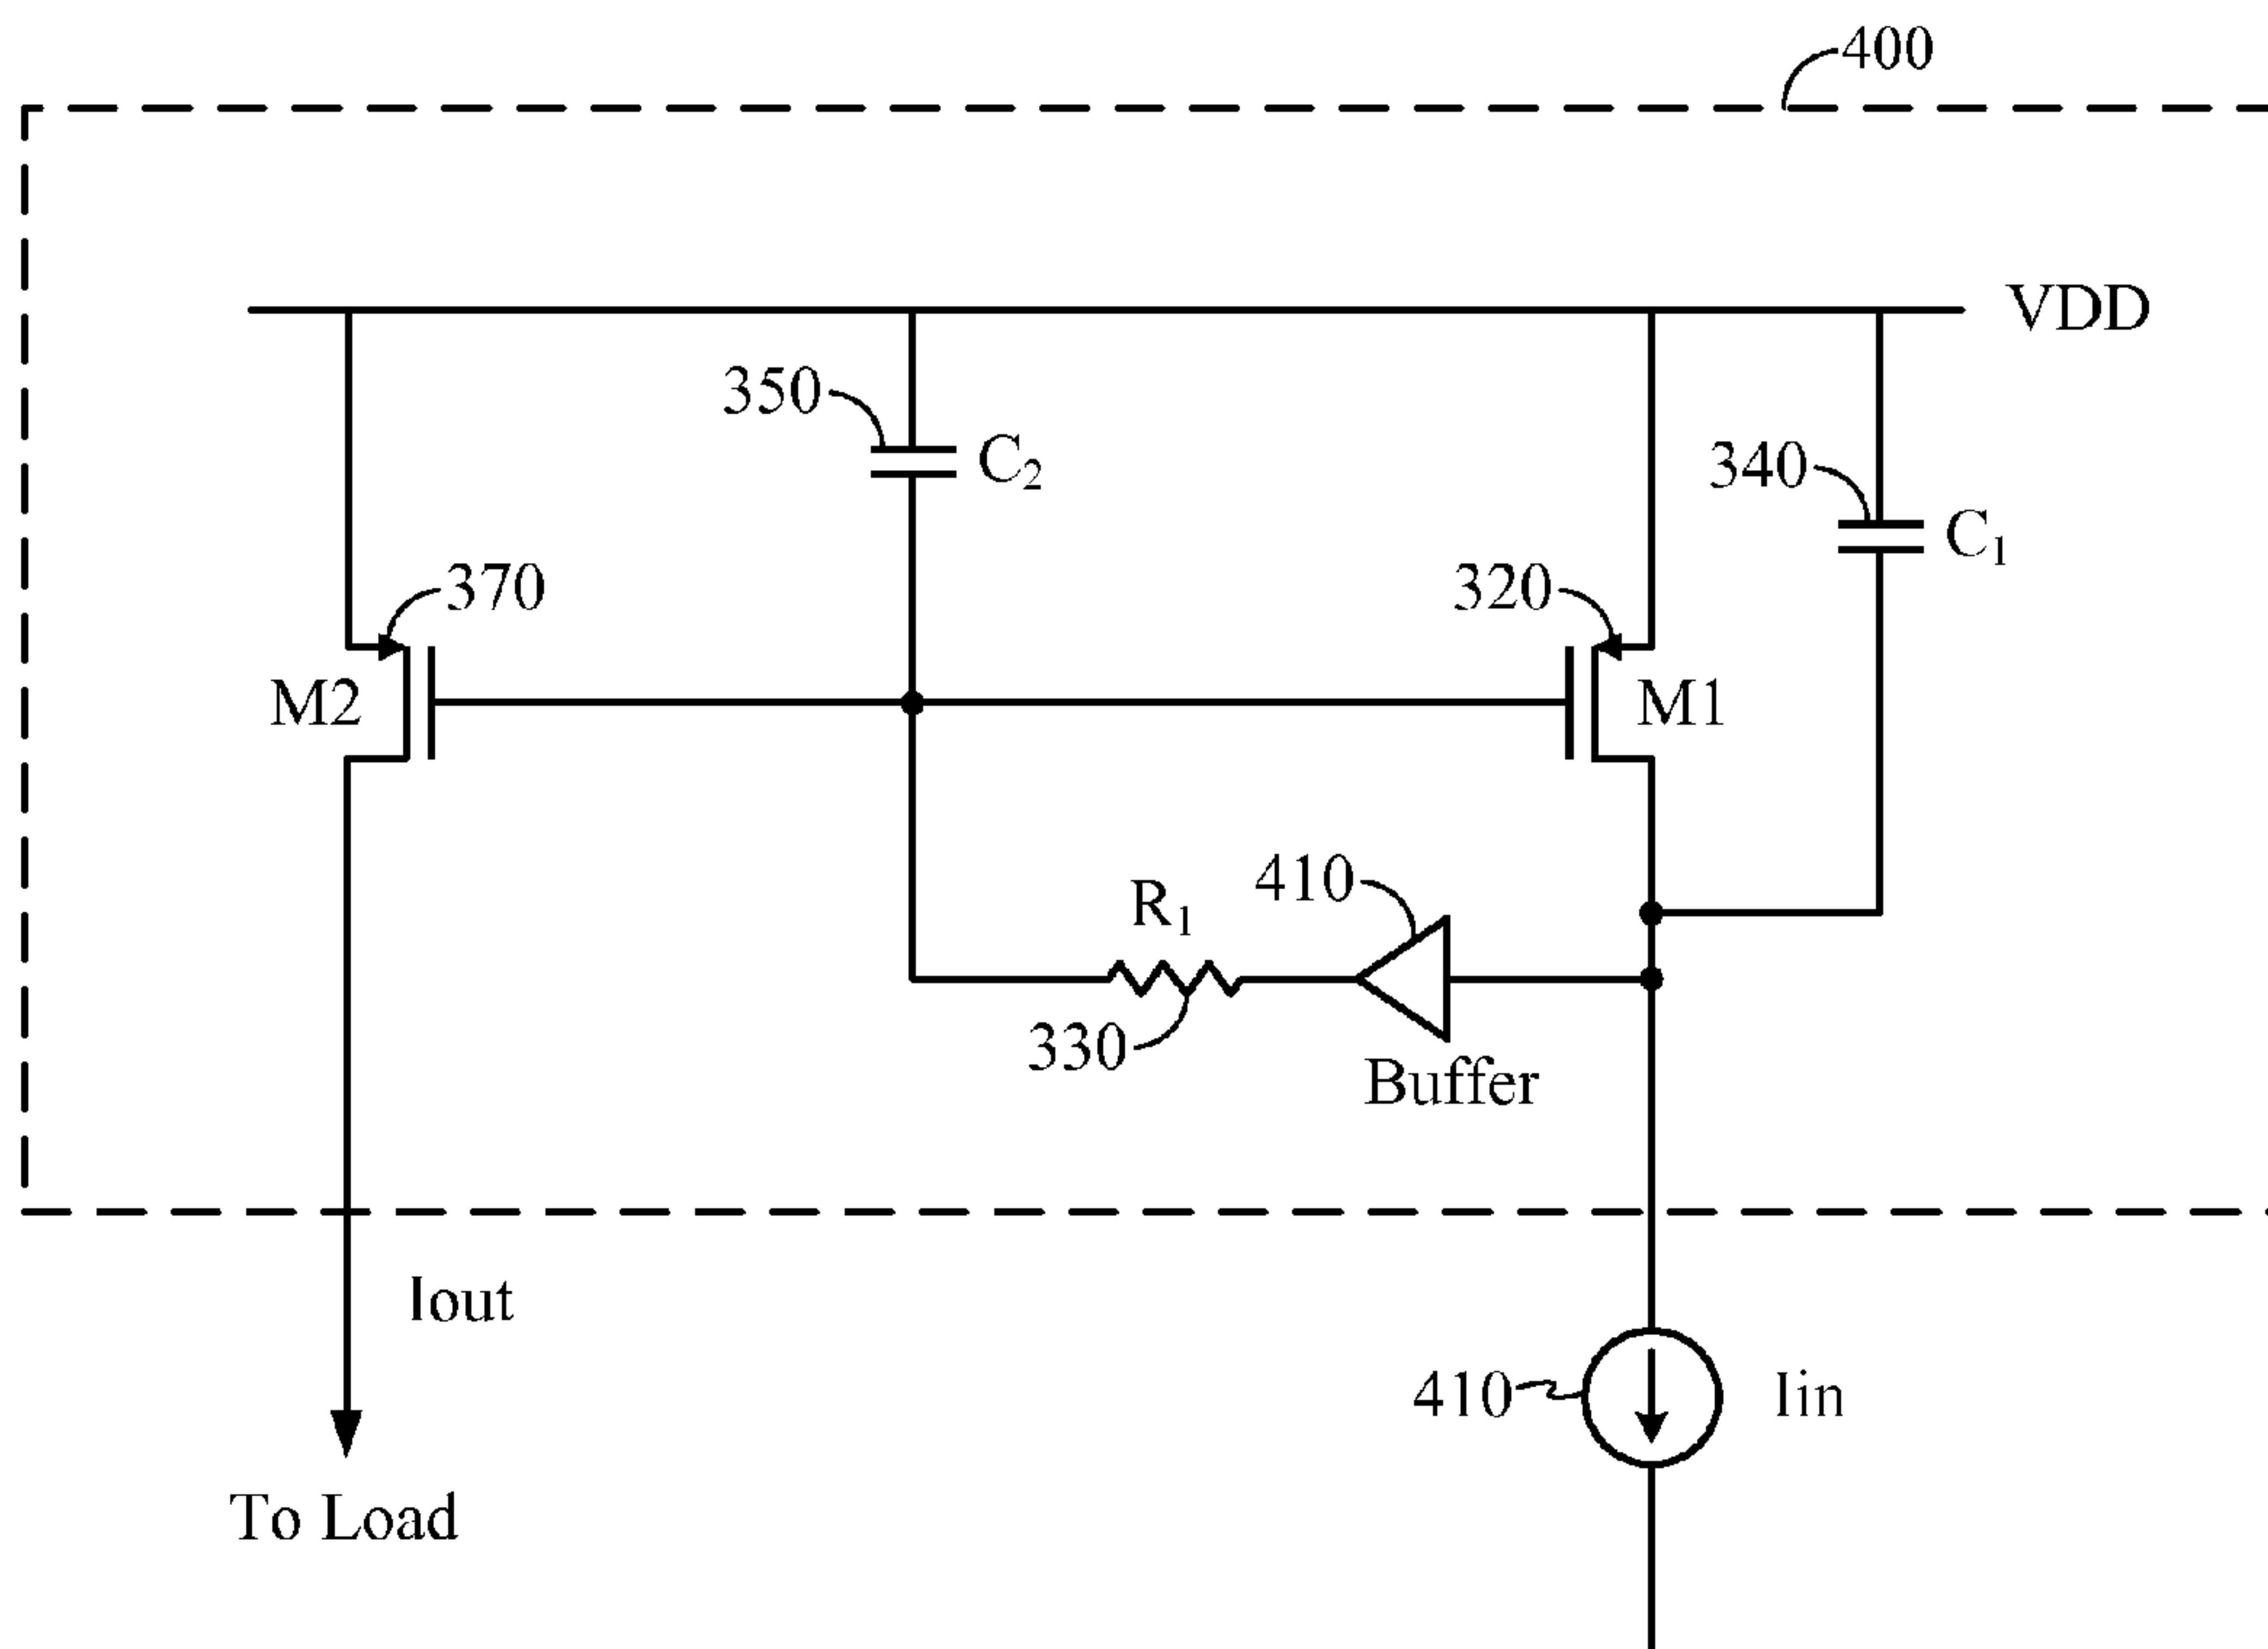 400
VDD
350
C₂
340
C₁
370
320
M2
M1
R₁
410
330
Buffer
Iout
410
Iin
To Load